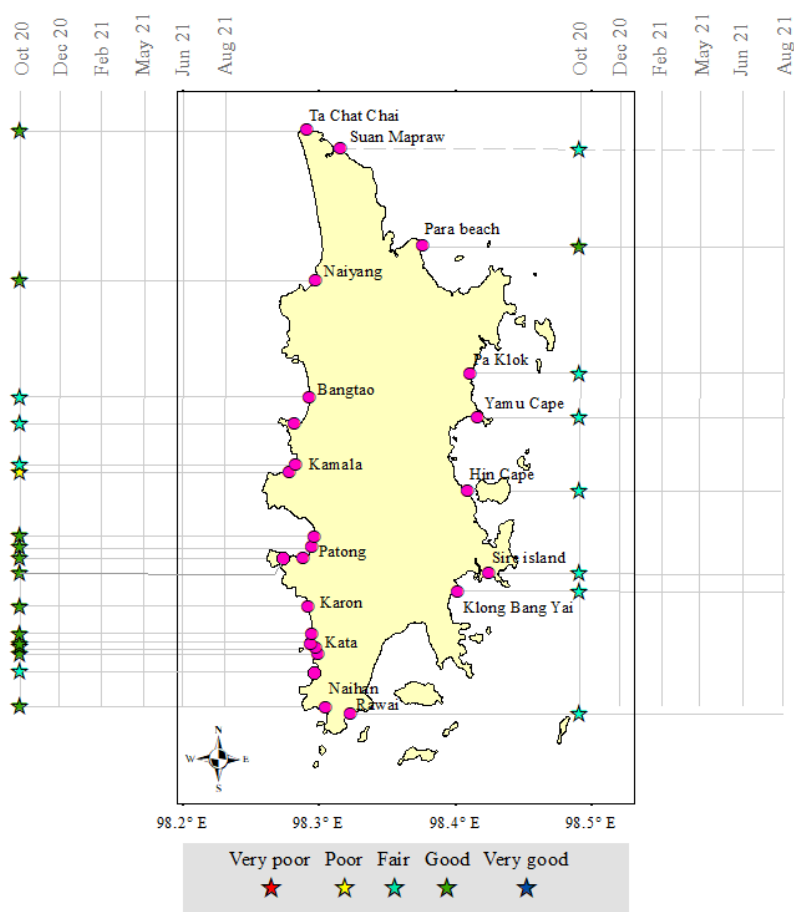 Oct 20
Dec 20
Feb 21
May 21
Jun 21
Aug 21
Oct 20
Dec 20
Feb 21
May 21
Jun 21
Aug 21
Ta Chat Chai
Suan Mapraw
Para beach
Naiyang
Pa Klok
Bangtao
Yamu Cape
Kamala
Hin Cape
Patong
Sire island
Karon
Klong Bang Yai
Kata
Naihan
Rawai
N
W E
S
98.2° E 98.3° E 98.4° E 98.5° E
Very poor Poor Fair Good Very good